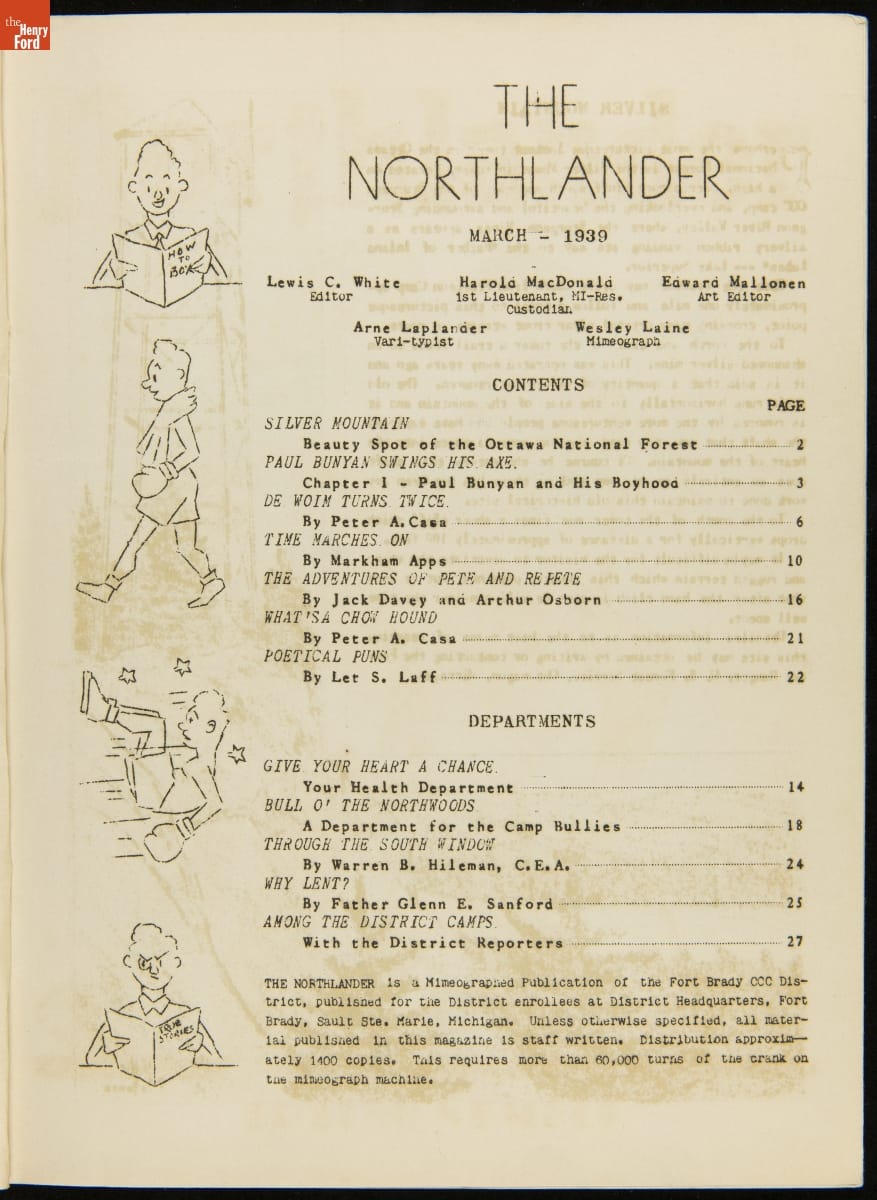 the
Henry
Ford
THE
NORTHLANDER
MARCH - 1939
Lewis C. White Harold MacDonald Edward Mallonen
Editor 1st Lieutenant, MI-Res. Art Editor
Custodian
Arne Laplander Wesley Laine
Vari-typist Mimeograph
CONTENTS
PAGE
SILVER MOUNTAIN
Beauty Spot of the Ottawa National Forest 2
PAUL BUNYAN SWINGS HIS AXE.
Chapter I - Paul Bunyan and His Boyhood 3
DE WOIM TURNS TWICE.
By Peter A. Casa 6
TIME MARCHES ON
By Markham Apps 10
THE ADVENTURES OF PETE AND REPETE
By Jack Davey and Arthur Osborn 16
WHAT'SA CHOW HOUND
By Peter A. Casa 21
POETICAL PUNS
By Let S. Laff 22
DEPARTMENTS
GIVE YOUR HEART A CHANCE.
Your Health Department 14
BULL O' THE NORTHWOODS
A Department for the Camp Bullies 18
THROUGH THE SOUTH WINDOW
By Warren B. Hileman, C.E.A. 24
WHY LENT?
By Father Glenn E. Sanford 25
AMONG THE DISTRICT CAMPS.
With the District Reporters 27
THE NORTHLANDER is a Mimeographed Publication of the Fort Brady CCC Dis-
trict, published for the District enrollees at District Headquarters, Fort
Brady, Sault Ste. Marie, Michigan. Unless otherwise specified, all mater-
ial published in this magazine is staff written. Distribution approxim-
ately 1400 copies. This requires more than 60,000 turns of the crank on
the mimeograph machine.
HOW
TO
BOX
STORIES